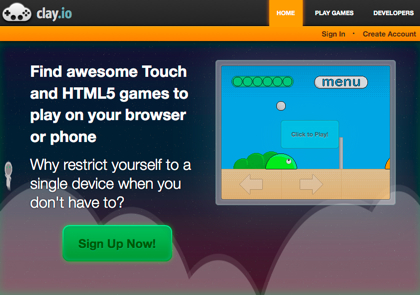 clay.io
HOME PLAY GAMES DEVELOPERS
Sign In · Create Account
Find awesome Touch
and HTML5 games to
play on your browser
or phone
Why restrict yourself to a
single device when you
don't have to?
Sign Up Now!
menu
Click to Play!